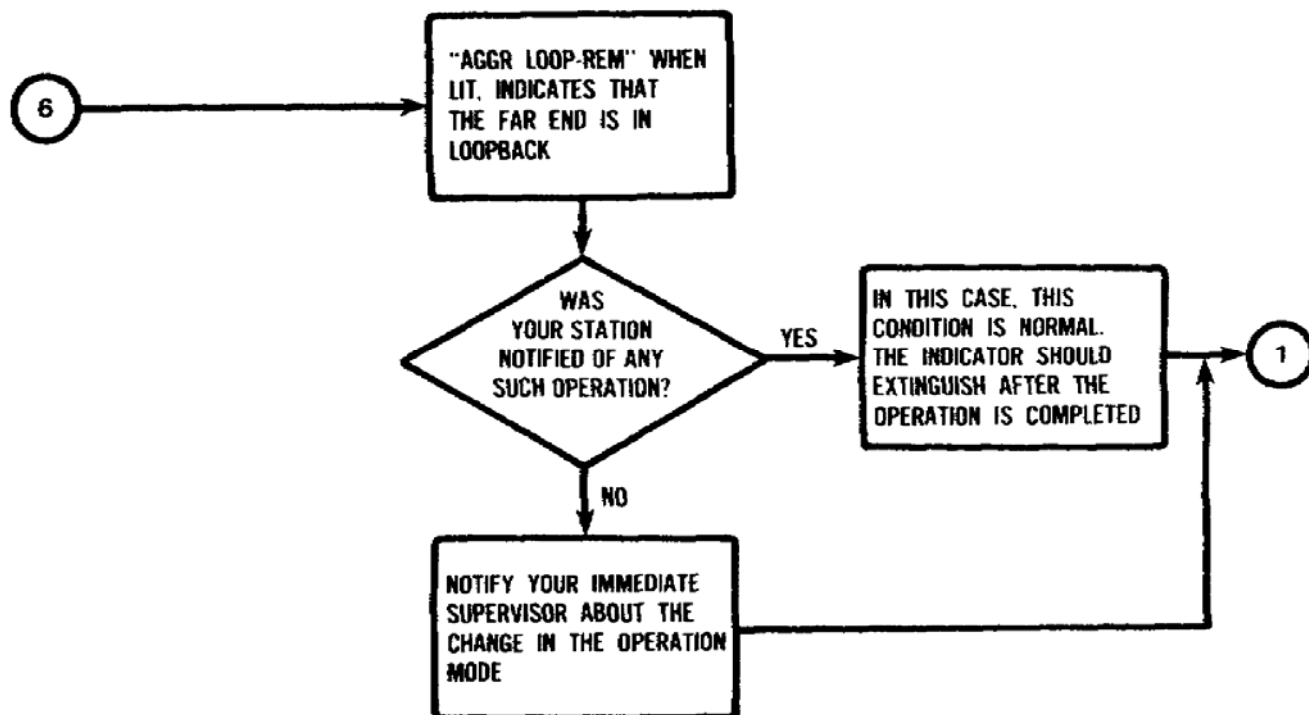 6
"AGGR LOOP-REM" WHEN
LIT, INDICATES THAT
THE FAR END IS IN
LOOPBACK
WAS
YOUR STATION
NOTIFIED OF ANY
SUCH OPERATION?
YES
IN THIS CASE, THIS
CONDITION IS NORMAL.
THE INDICATOR SHOULD
EXTINGUISH AFTER THE
OPERATION IS COMPLETED
1
NO
NOTIFY YOUR IMMEDIATE
SUPERVISOR ABOUT THE
CHANGE IN THE OPERATION
MODE